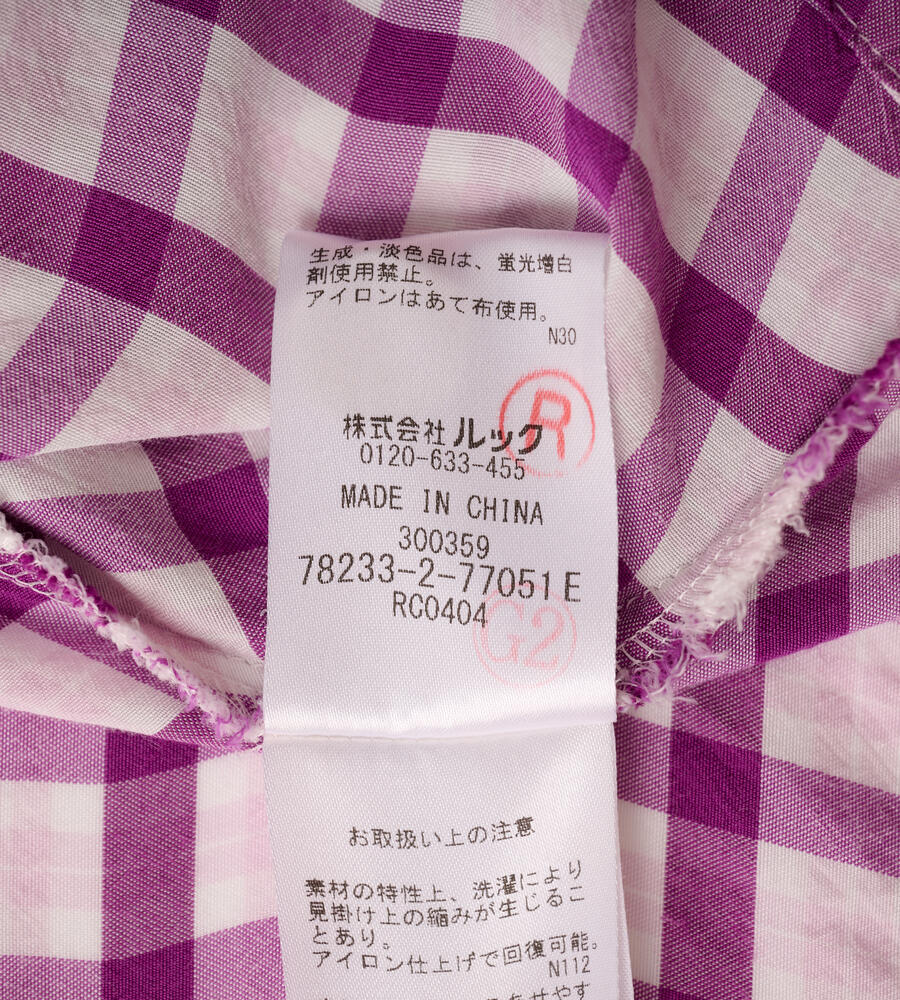 生成・淡色品は、蛍光増白
剤使用禁止。
アイロンはあて布使用。
N30
R
株式会社ルック
0120-633-455
MADE IN CHINA
300359
78233-2-77051 E
RC0404
G2
お取扱い上の注意
素材の特性上、洗濯により
見掛け上の縮みが生じるこ
とあり。
アイロン仕上げで回復可能。
N112